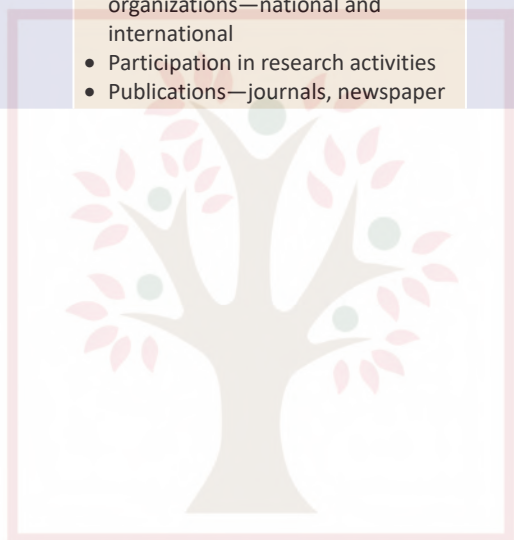 organizations—national and
international
• Participation in research activities
• Publications—journals, newspaper